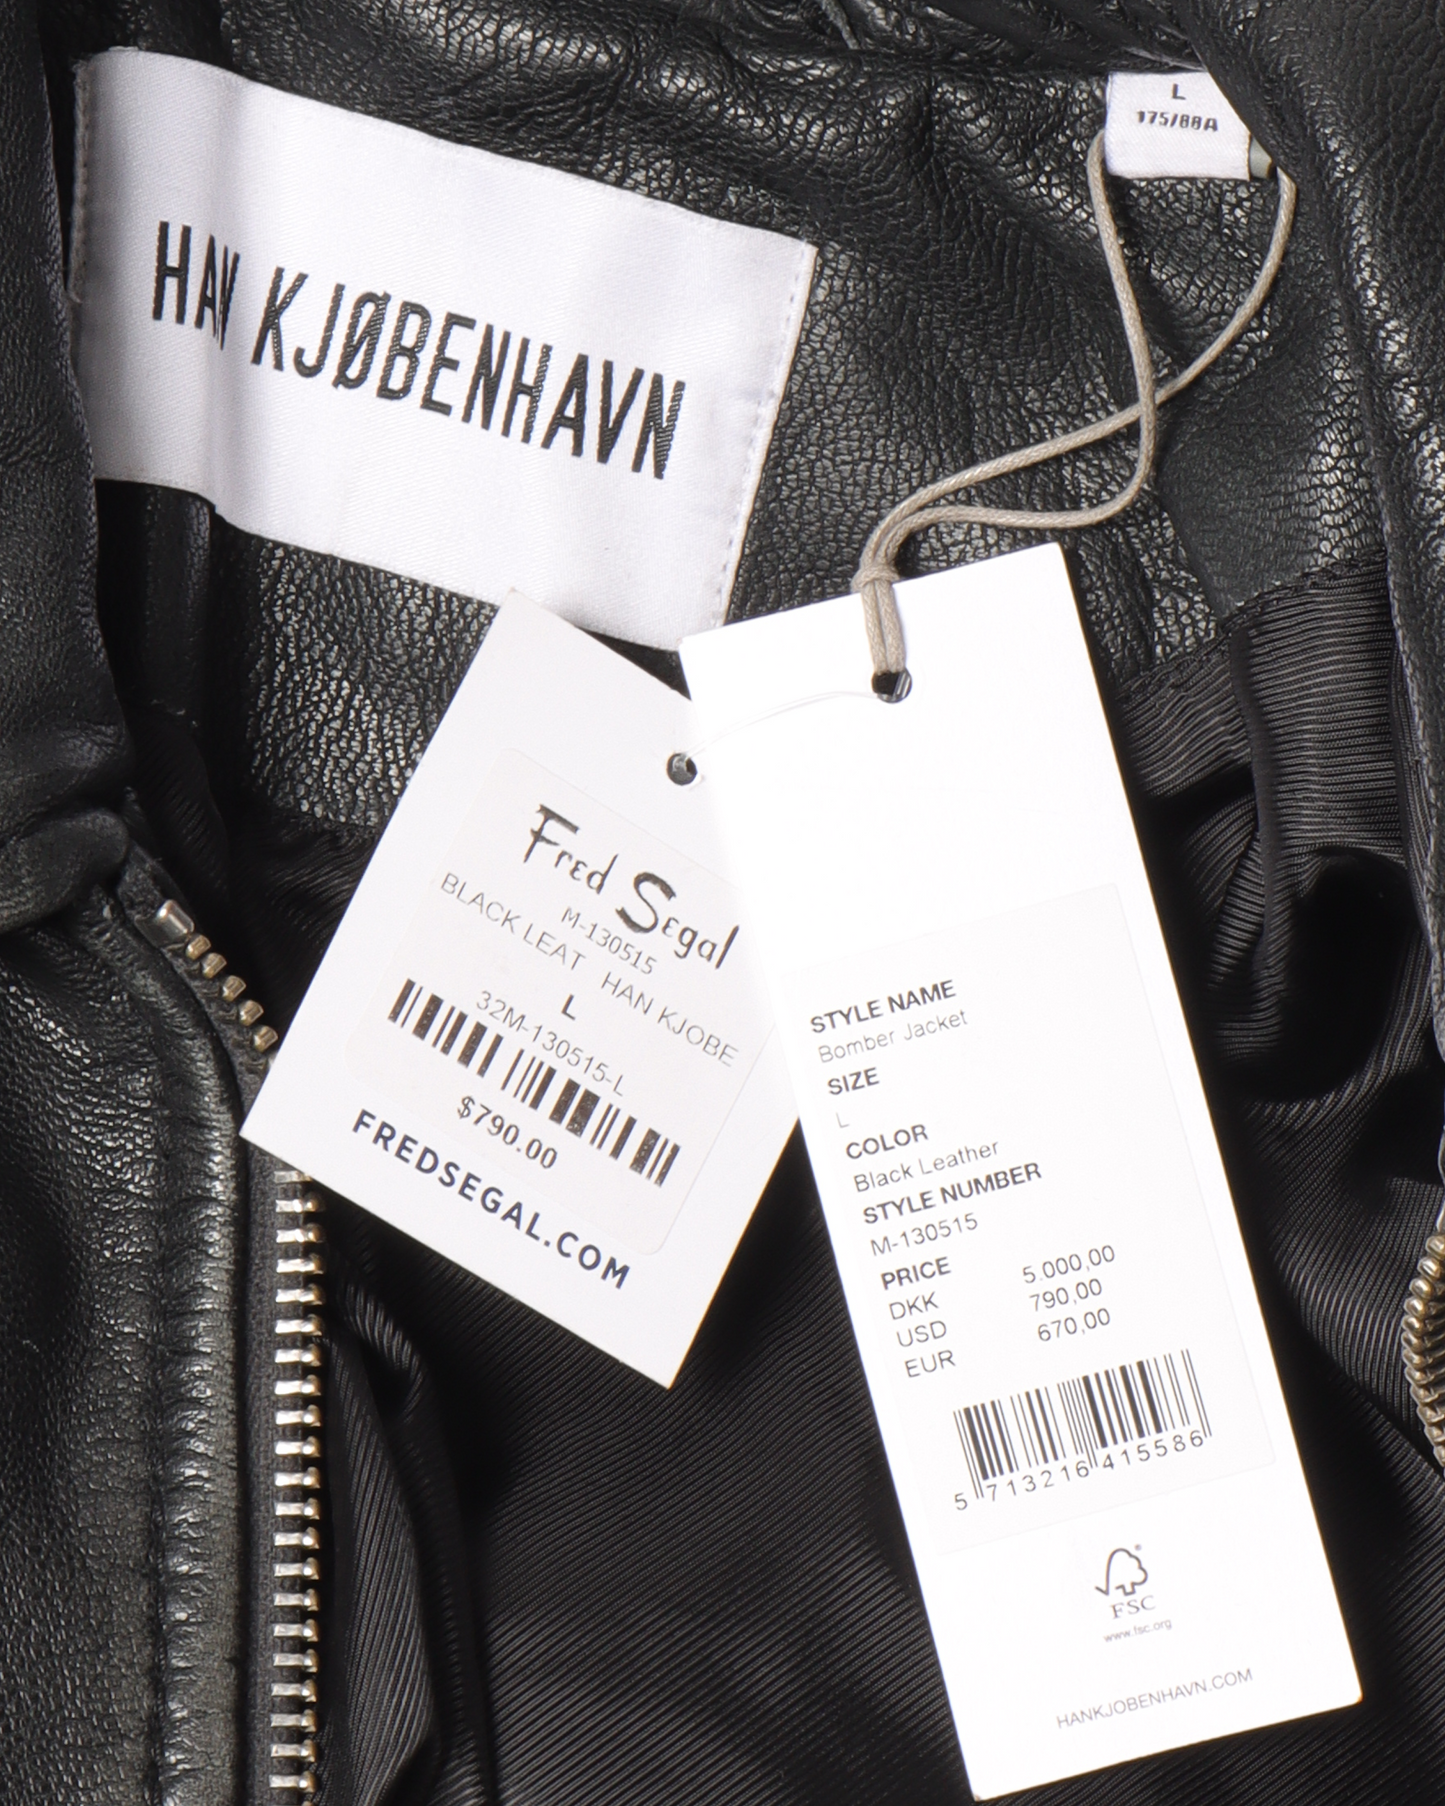 HAN KJØBENHAVN
L
175/88A
Fred Segal
M-130515
BLACK LEAT HAN KJOBE
L
32M-130515-L
$790.00
FREDSEGAL.COM
STYLE NAME
Bomber Jacket
SIZE
L
COLOR
Black Leather
STYLE NUMBER
M-130515
PRICE
DKK 5.000,00
USD 790,00
EUR 670,00
5 713216 415586
FSC
www.fsc.org
HANKJOBENHAVN.COM